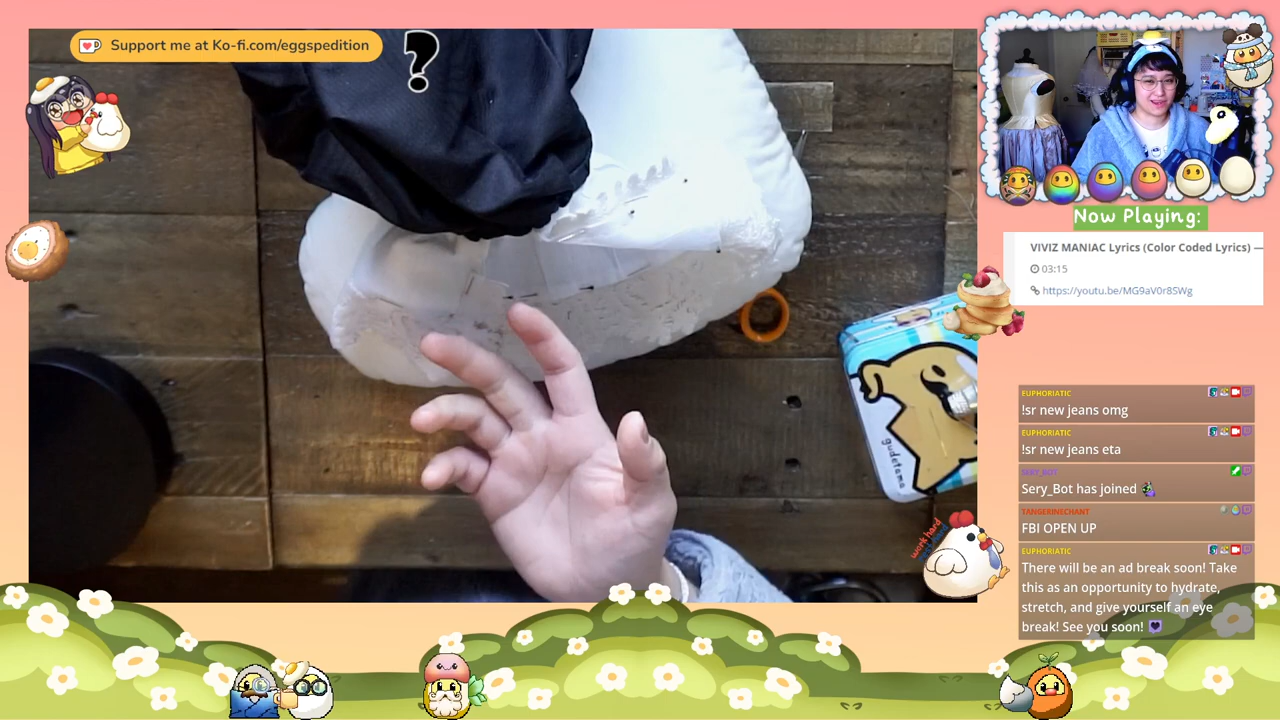 Support me at Ko-fi.com/eggspedition
?
Now Playing:
VIVIZ MANIAC Lyrics (Color Coded Lyrics) —
03:15
https://youtu.be/MG9aV0r8SWg
gudetama
work hard
EUPHORIATIC
!sr new jeans omg
EUPHORIATIC
!sr new jeans eta
SERY_BOT
Sery_Bot has joined
TANGERINECHANT
FBI OPEN UP
EUPHORIATIC
There will be an ad break soon! Take
this as an opportunity to hydrate,
stretch, and give yourself an eye
break! See you soon!